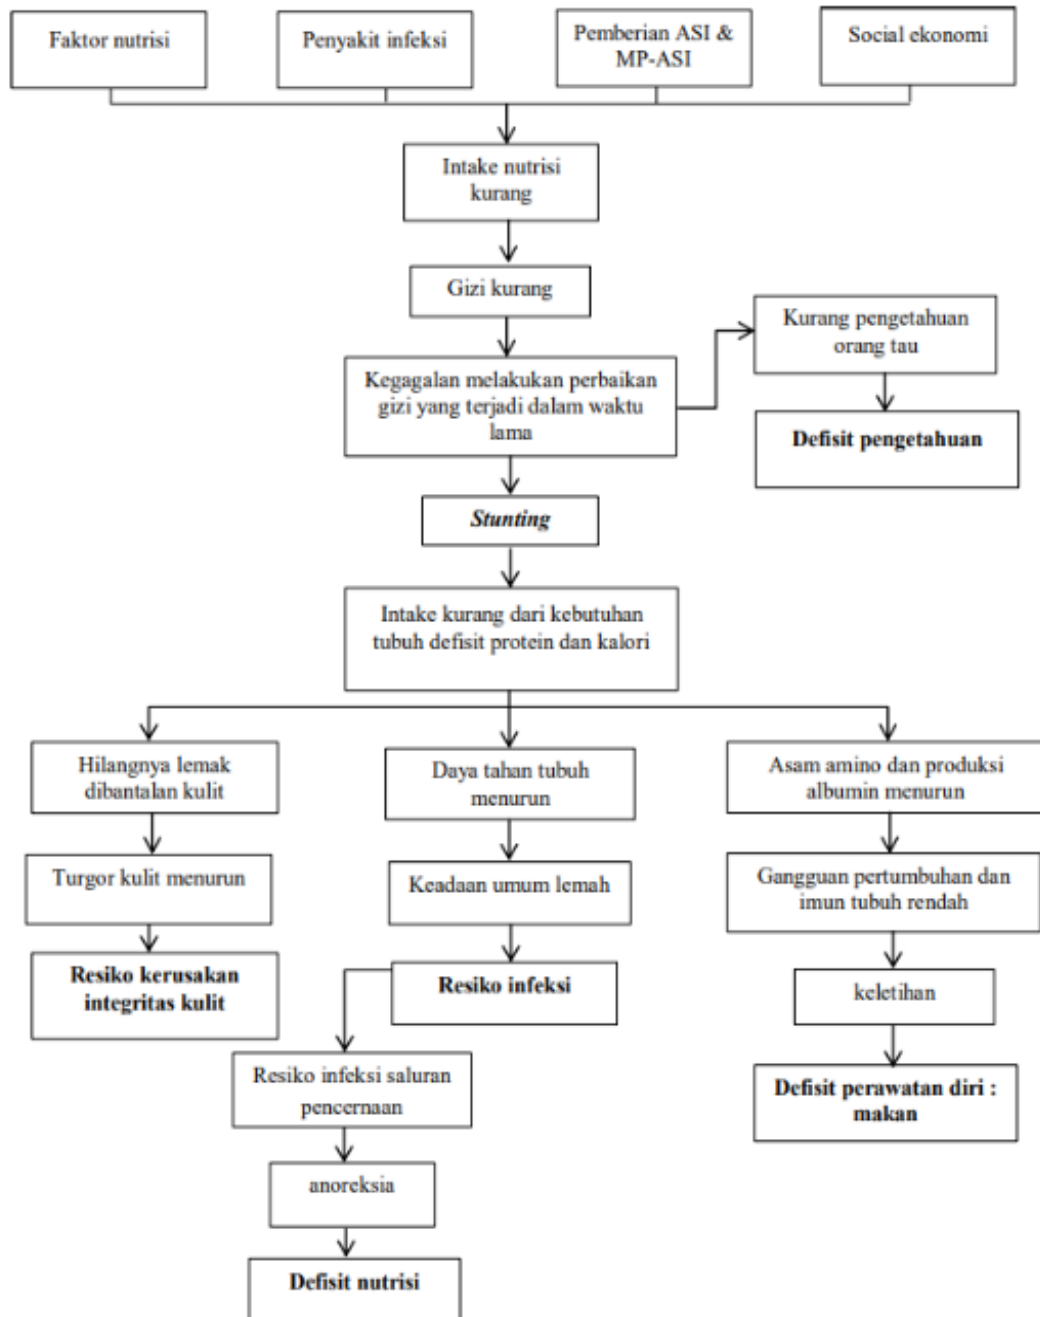 Faktor nutrisi
Penyakit infeksi
Pemberian ASI &
MP-ASI
Social ekonomi
Intake nutrisi
kurang
Gizi kurang
Kurang pengetahuan
orang tau
Kegagalan melakukan perbaikan
gizi yang terjadi dalam waktu
lama
Defisit pengetahuan
Stunting
Intake kurang dari kebutuhan
tubuh defisit protein dan kalori
Hilangnya lemak
dibantalan kulit
Daya tahan tubuh
menurun
Asam amino dan produksi
albumin menurun
Turgor kulit menurun
Keadaan umum lemah
Gangguan pertumbuhan dan
imun tubuh rendah
Resiko kerusakan
integritas kulit
Resiko infeksi
keletihan
Resiko infeksi saluran
pencernaan
Defisit perawatan diri :
makan
anoreksia
Defisit nutrisi